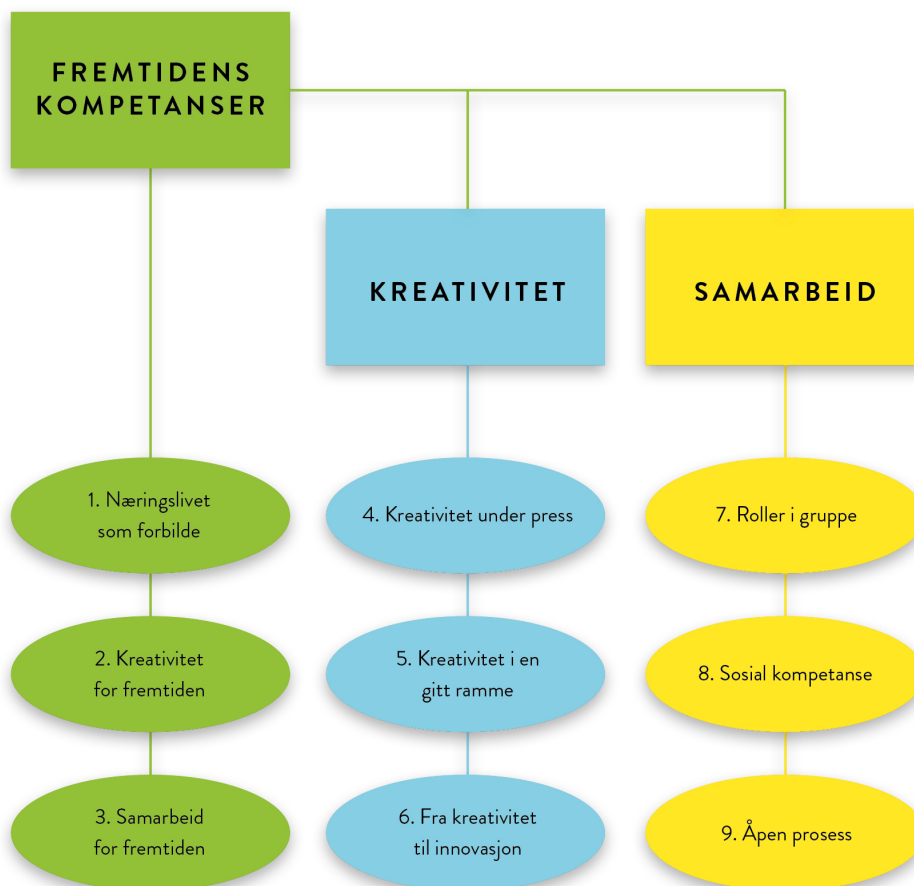 FREMTIDENS
KOMPETANSER
KREATIVITET
SAMARBEID
1. Næringslivet
som forbilde
2. Kreativitet
for fremtiden
3. Samarbeid
for fremtiden
4. Kreativitet under press
5. Kreativitet i en
gitt ramme
6. Fra kreativitet
til innovasjon
7. Roller i gruppe
8. Sosial kompetanse
9. Åpen prosess